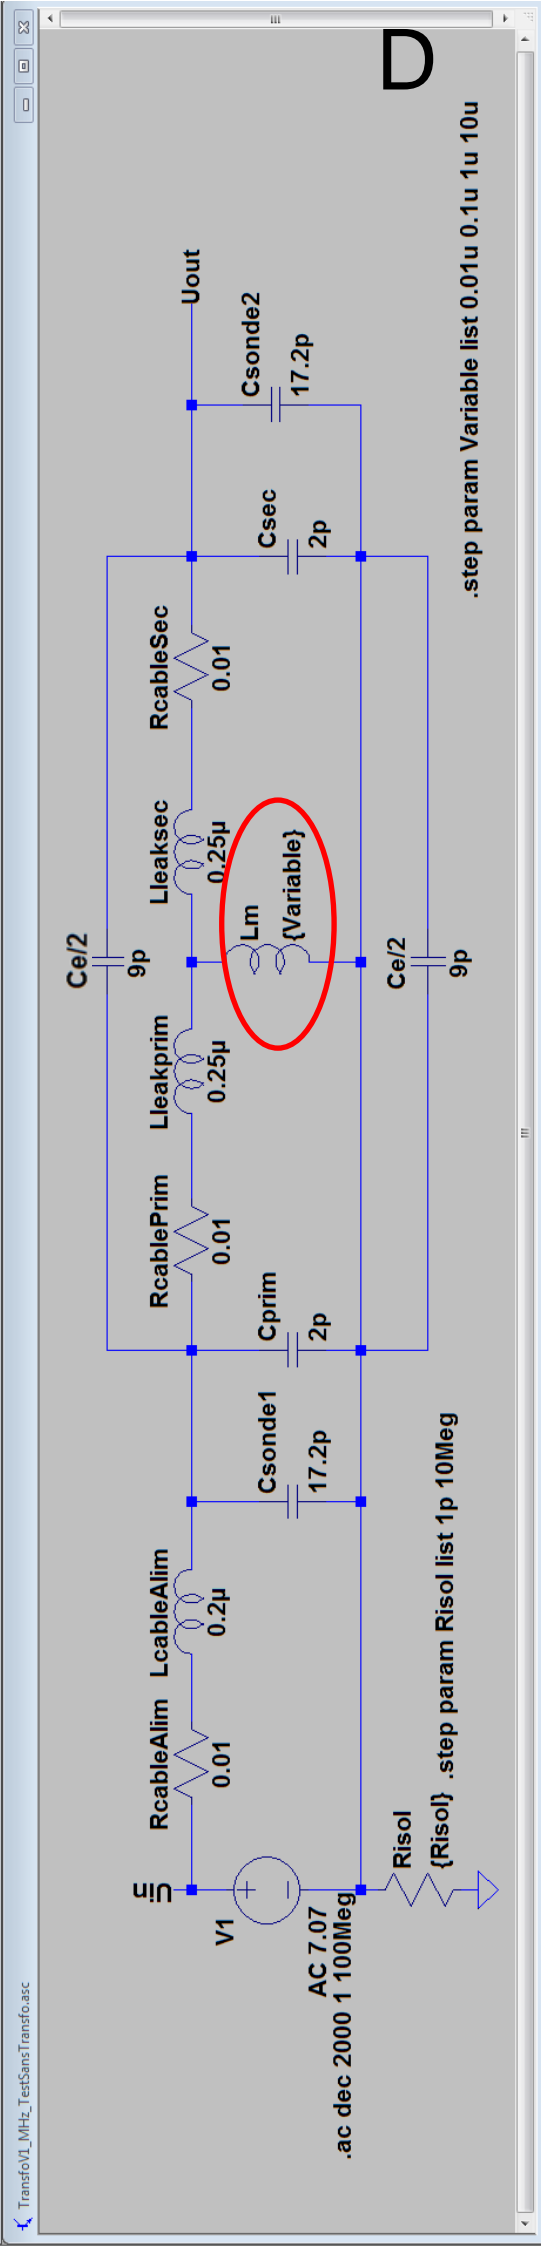 TransfoV1_MHz_TestSansTransfo.asc
D
Ce/2
9p
Uin
RcableAlim
0.01
LcableAlim
0.2µ
RcablePrim
0.01
Lleakprim
0.25µ
Lleaksec
0.25µ
RcableSec
0.01
Uout
V1
AC 7.07
.ac dec 2000 1 100Meg
Csonde1
17.2p
Cprim
2p
Lm
{Variable}
Csec
2p
Csonde2
17.2p
Risol
{Risol}
.step param Risol list 1p 10Meg
Ce/2
9p
.step param Variable list 0.01u 0.1u 1u 10u